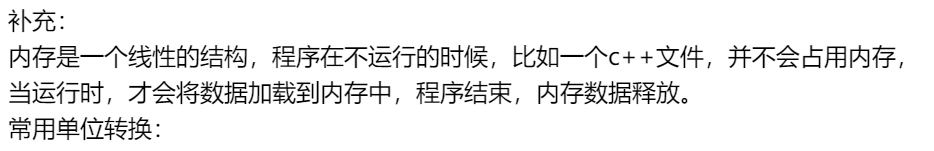 补充：
内存是一个线性的结构，程序在不运行的时候，比如一个c++文件，并不会占用内存，
当运行时，才会将数据加载到内存中，程序结束，内存数据释放。
常用单位转换：